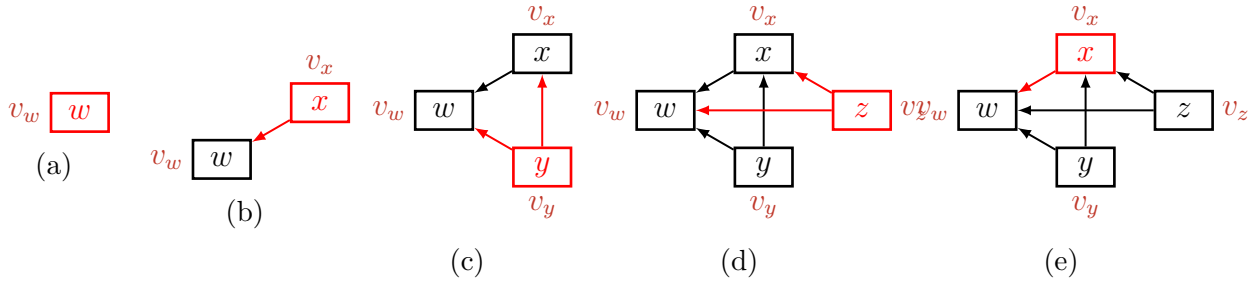 v_w w
(a)
v_x
x
v_w w
(b)
v_x
x
v_w w
y
v_y
(c)
v_x
x
v_w w z v_z
y
v_y
(d)
v_x
x
v_w w z v_z
y
v_y
(e)